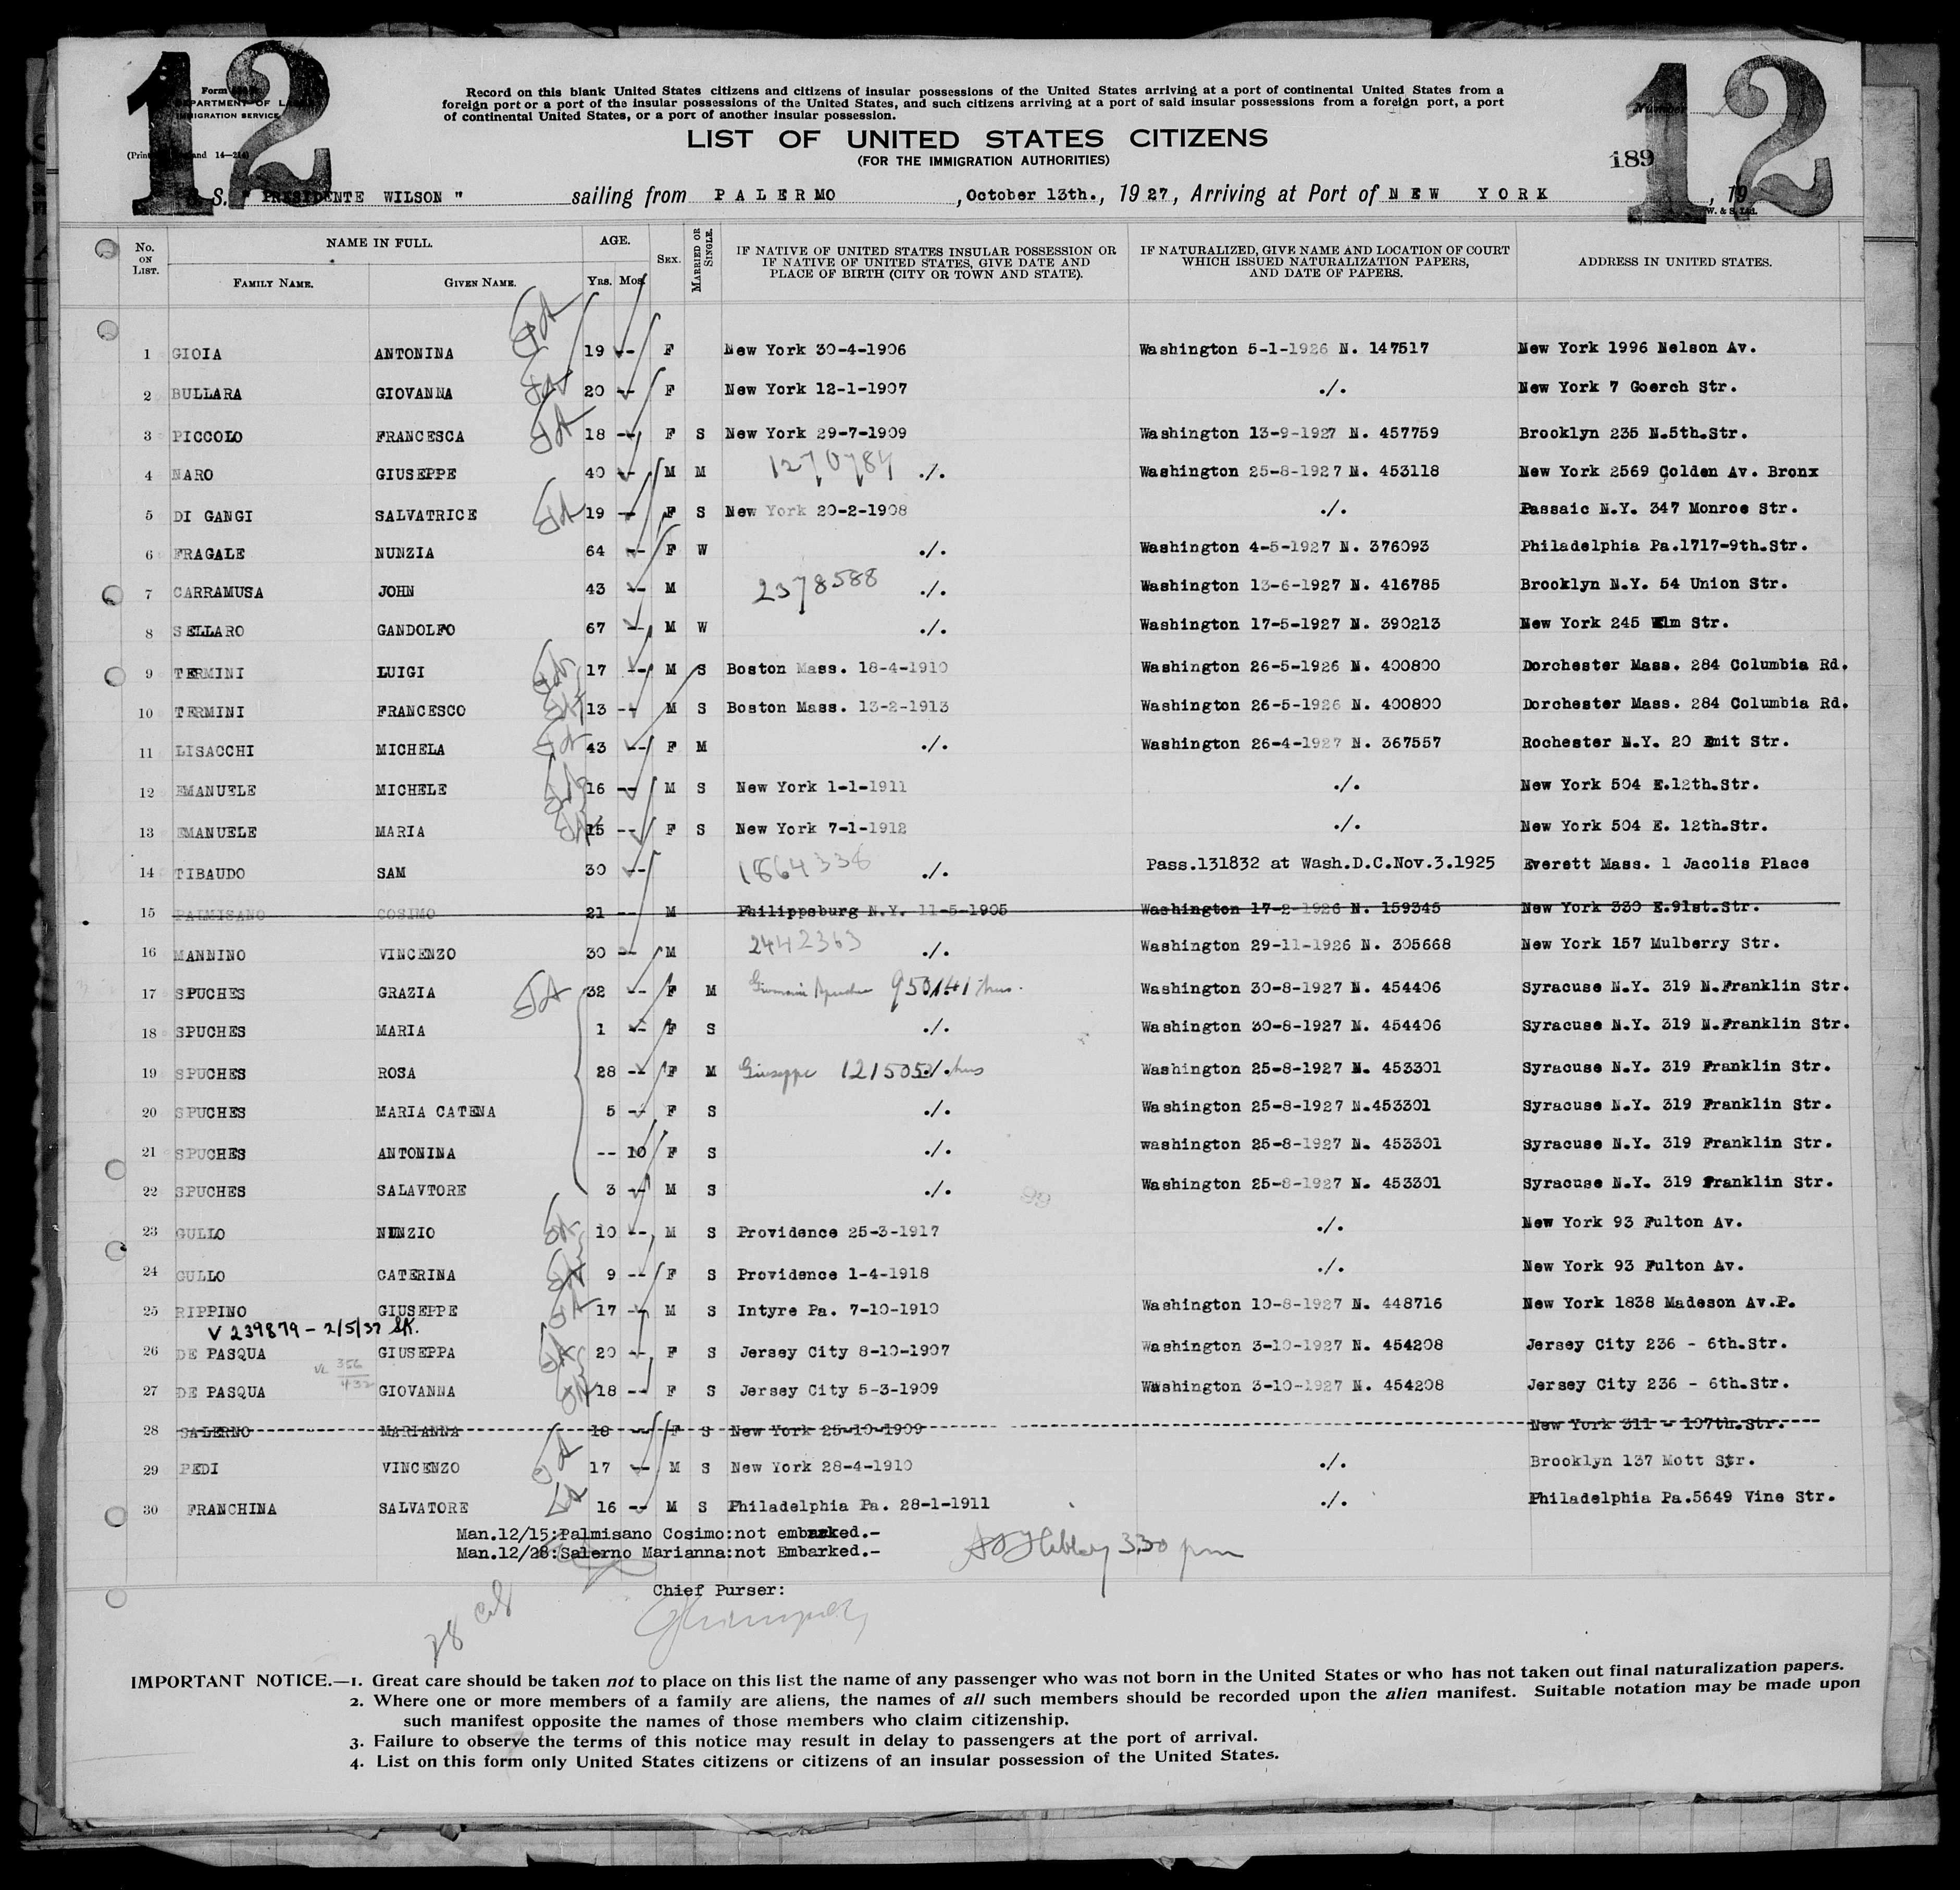 12
12
Form
DEPARTMENT OF LABOR
IMMIGRATION SERVICE
Number
Record on this blank United States citizens and citizens of insular possessions of the United States arriving at a port of continental United States from a
foreign port or a port of the insular possessions of the United States, and such citizens arriving at a port of said insular possessions from a foreign port, a port
of continental United States, or a port of another insular possession.
LIST OF UNITED STATES CITIZENS
(FOR THE IMMIGRATION AUTHORITIES)
189
S. S. " PRESIDENTE WILSON " sailing from PALERMO , October 13th., 1927, Arriving at Port of NEW YORK , 19
W. & S. Ltd.
No. ON LIST. NAME IN FULL. FAMILY NAME. GIVEN NAME. AGE. YRS. MOS. SEX. MARRIED OR SINGLE. IF NATIVE OF UNITED STATES INSULAR POSSESSION OR IF NATIVE OF UNITED STATES, GIVE DATE AND PLACE OF BIRTH (CITY OR TOWN AND STATE). IF NATURALIZED, GIVE NAME AND LOCATION OF COURT WHICH ISSUED NATURALIZATION PAPERS, AND DATE OF PAPERS. ADDRESS IN UNITED STATES.
1 GIOIA ANTONINA 19 -- F New York 30-4-1906 Washington 5-1-1926 N. 147517 New York 1996 Nelson Av.
2 BULLARA GIOVANNA 20 -- F New York 12-1-1907 ./. New York 7 Goerch Str.
3 PICCOLO FRANCESCA 18 -- F S New York 29-7-1909 Washington 13-9-1927 N. 457759 Brooklyn 235 N.5th.Str.
4 NARO GIUSEPPE 40 -- M M 1270784 ./. Washington 25-8-1927 N. 453118 New York 2569 Golden Av. Bronx
5 DI GANGI SALVATRICE 19 -- F S New York 20-2-1908 ./. Passaic N.Y. 347 Monroe Str.
6 FRAGALE NUNZIA 64 -- F W ./. Washington 4-5-1927 N. 376093 Philadelphia Pa.1717-9th.Str.
7 CARRAMUSA JOHN 43 -- M 2378588 ./. Washington 13-6-1927 N. 416785 Brooklyn N.Y. 54 Union Str.
8 SELLARO GANDOLFO 67 -- M W ./. Washington 17-5-1927 N. 390213 New York 245 Elm Str.
9 TERMINI LUIGI 17 -- M S Boston Mass. 18-4-1910 Washington 26-5-1926 N. 400800 Dorchester Mass. 284 Columbia Rd.
10 TERMINI FRANCESCO 13 -- M S Boston Mass. 13-2-1913 Washington 26-5-1926 N. 400800 Dorchester Mass. 284 Columbia Rd.
11 LISACCHI MICHELA 43 -- F M ./. Washington 26-4-1927 N. 367557 Rochester N.Y. 20 Emit Str.
12 EMANUELE MICHELE 16 -- M S New York 1-1-1911 ./. New York 504 E.12th.Str.
13 EMANUELE MARIA 15 -- F S New York 7-1-1912 ./. New York 504 E. 12th.Str.
14 TIBAUDO SAM 30 -- 1664338 ./. Pass.131832 at Wash.D.C.Nov.3.1925 Everett Mass. 1 Jacolis Place
15 PALMISANO COSIMO 21 -- M Philippsburg N.Y. 11-5-1905 Washington 17-2-1926 N. 159345 New York 330 E.91st.Str.
16 MANNINO VINCENZO 30 -- M 2442363 ./. Washington 29-11-1926 N. 305668 New York 157 Mulberry Str.
17 SPUCHES GRAZIA 32 -- F M 950141 Washington 30-8-1927 N. 454406 Syracuse N.Y. 319 N.Franklin Str.
18 SPUCHES MARIA 1 -- F S ./. Washington 30-8-1927 N. 454406 Syracuse N.Y. 319 N.Franklin Str.
19 SPUCHES ROSA 28 -- F M Giuseppe 1215052 ./. hus Washington 25-8-1927 N. 453301 Syracuse N.Y. 319 Franklin Str.
20 SPUCHES MARIA CATENA 5 -- F S ./. Washington 25-8-1927 N.453301 Syracuse N.Y. 319 Franklin Str.
21 SPUCHES ANTONINA -- 10 F S ./. washington 25-8-1927 N. 453301 Syracuse N.Y. 319 Franklin Str.
22 SPUCHES SALAVTORE 3 -- M S ./. Washington 25-8-1927 N. 453301 Syracuse N.Y. 319 Franklin Str.
23 GULLO NUNZIO 10 -- M S Providence 25-3-1917 ./. New York 93 Fulton Av.
24 GULLO CATERINA 9 -- F S Providence 1-4-1918 ./. New York 93 Fulton Av.
25 RIPPINO GIUSEPPE 17 -- M S Intyre Pa. 7-10-1910 Washington 10-8-1927 N. 448716 New York 1838 Madeson Av.P.
V 239879 - 2/5/37 SK.
26 DE PASQUA GIUSEPPA 20 -- F S Jersey City 8-10-1907 Washington 3-10-1927 N. 454208 Jersey City 236 - 6th.Str.
27 DE PASQUA GIOVANNA 18 -- F S Jersey City 5-3-1909 Washington 3-10-1927 N. 454208 Jersey City 236 - 6th.Str.
28 SALERNO MARIANNA 18 -- F S New York 25-10-1909 New York 311 - 107th.Str.
29 PEDI VINCENZO 17 -- M S New York 28-4-1910 ./. Brooklyn 137 Mott Str.
30 FRANCHINA SALVATORE 16 -- M S Philadelphia Pa. 28-1-1911 ./. Philadelphia Pa.5649 Vine Str.
Man.12/15:Palmisano Cosimo:not embarked.-
Man.12/28:Salerno Marianna:not Embarked.-
3.30 pm
Chief Purser:
28
IMPORTANT NOTICE.—1. Great care should be taken not to place on this list the name of any passenger who was not born in the United States or who has not taken out final naturalization papers.
2. Where one or more members of a family are aliens, the names of all such members should be recorded upon the alien manifest. Suitable notation may be made upon
such manifest opposite the names of those members who claim citizenship.
3. Failure to observe the terms of this notice may result in delay to passengers at the port of arrival.
4. List on this form only United States citizens or citizens of an insular possession of the United States.